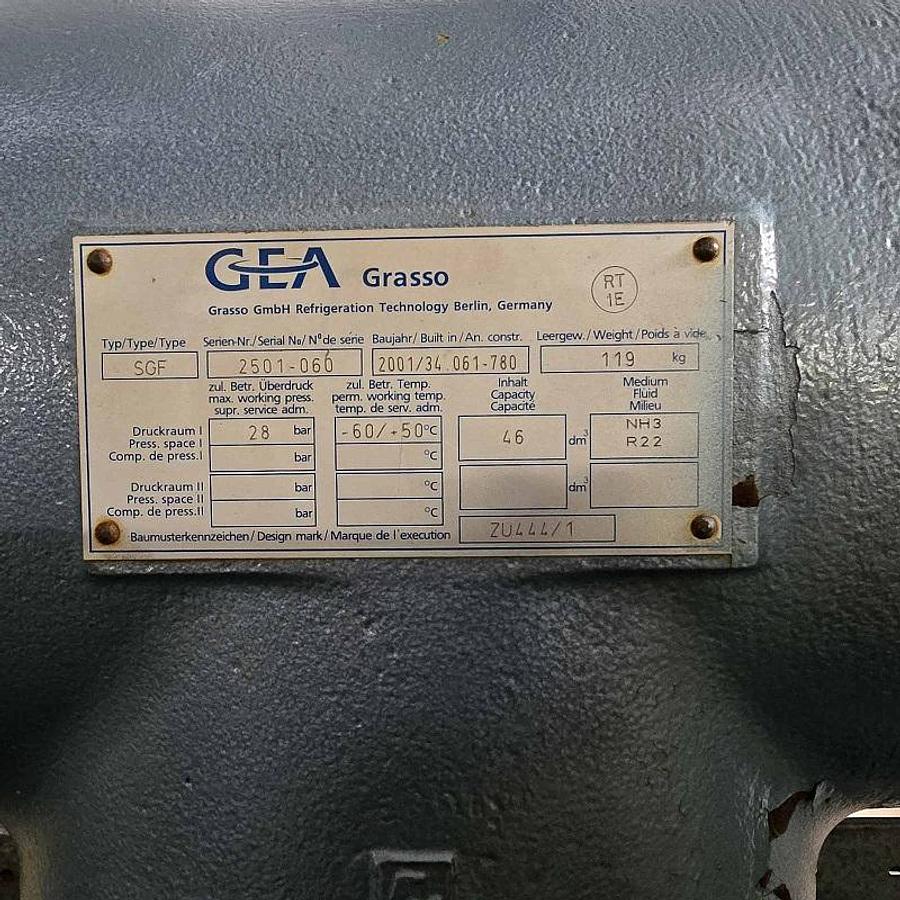 GEA Grasso
RT
1E
Grasso GmbH Refrigeration Technology Berlin, Germany
Typ/Type/Type
Serien-Nr./Serial No/N° de série
Baujahr/Built in/An. constr.
Leergew./Weight/Poids à vide
SGF
2501-060
2001/34.061-780
119 kg
zul. Betr. Überdruck
max. working press.
supr. service adm.
zul. Betr. Temp.
perm. working temp.
temp. de serv. adm.
Inhalt
Capacity
Capacité
Medium
Flüid
Milieu
Druckraum I
Press. space I
Comp. de press.I
28 bar
bar
-60/+50°C
°C
46 dm³
NH3
R22
Druckraum II
Press. space II
Comp. de press.II
bar
bar
°C
°C
dm³
Baumusterkennzeichen/Design mark/Marque de l'execution
ZU444/1